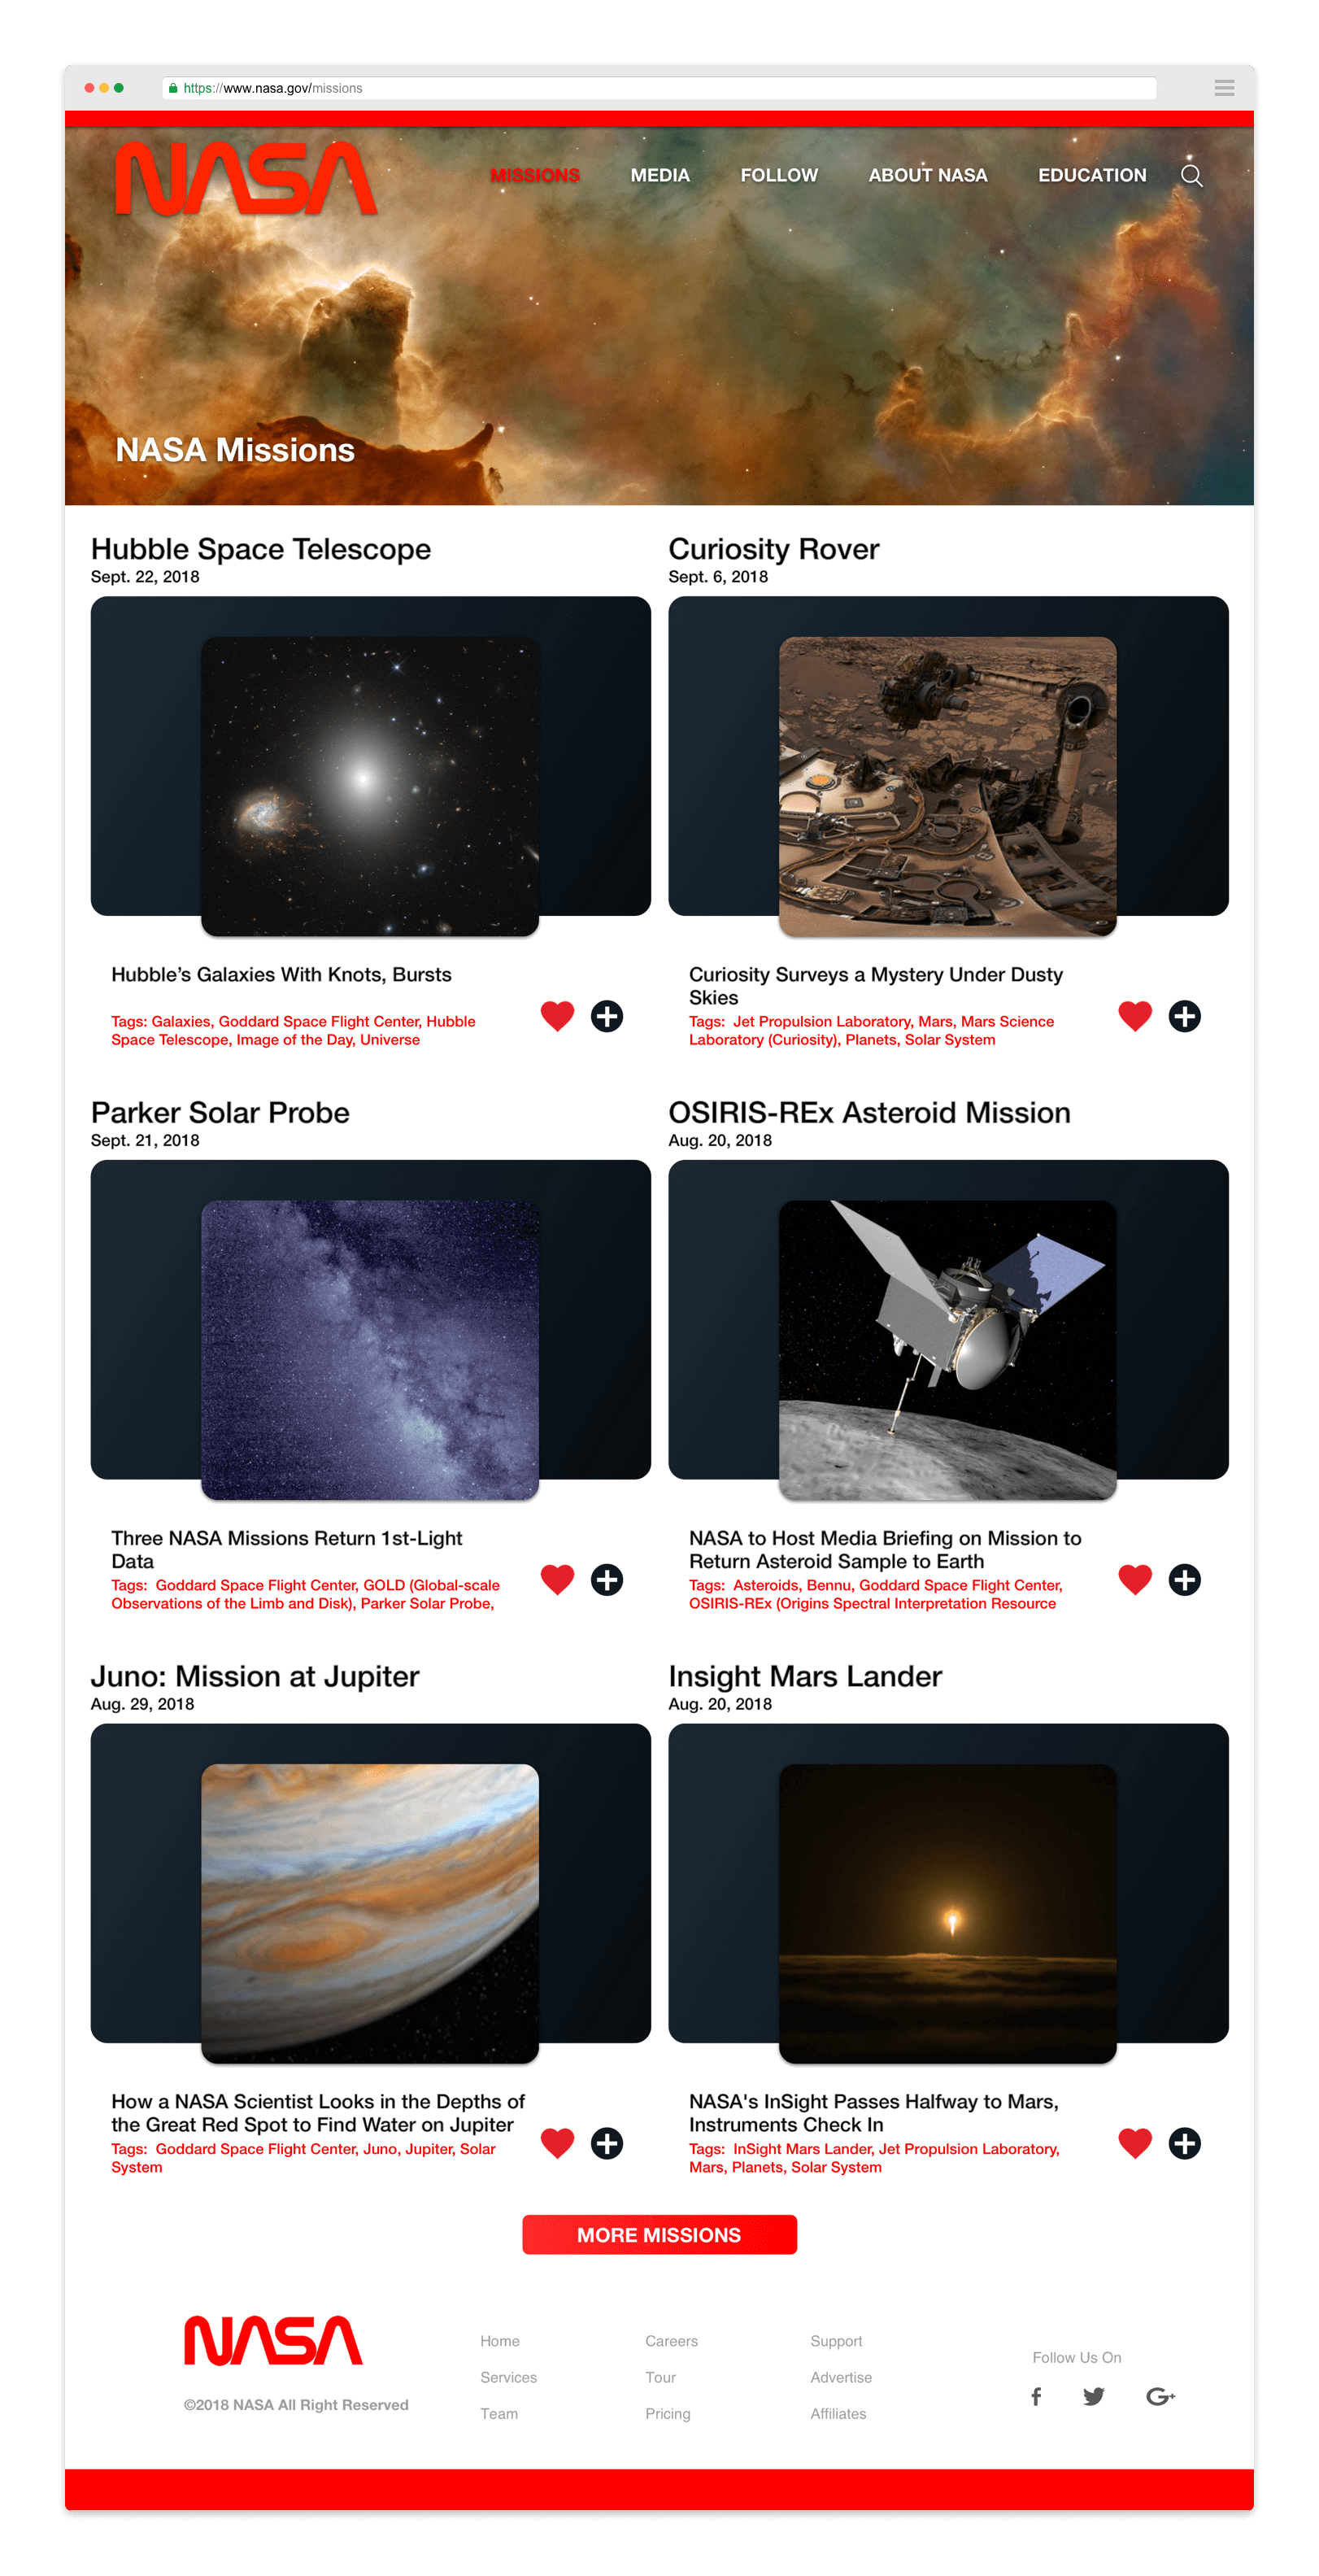 https://www.nasa.gov/missions
NASA
MISSIONS
MEDIA
FOLLOW
ABOUT NASA
EDUCATION
NASA Missions
Hubble Space Telescope
Sept. 22, 2018
Hubble’s Galaxies With Knots, Bursts
Tags: Galaxies, Goddard Space Flight Center, Hubble
Space Telescope, Image of the Day, Universe
Curiosity Rover
Sept. 6, 2018
Curiosity Surveys a Mystery Under Dusty
Skies
Tags: Jet Propulsion Laboratory, Mars, Mars Science
Laboratory (Curiosity), Planets, Solar System
Parker Solar Probe
Sept. 21, 2018
Three NASA Missions Return 1st-Light
Data
Tags: Goddard Space Flight Center, GOLD (Global-scale
Observations of the Limb and Disk), Parker Solar Probe,
OSIRIS-REx Asteroid Mission
Aug. 20, 2018
NASA to Host Media Briefing on Mission to
Return Asteroid Sample to Earth
Tags: Asteroids, Bennu, Goddard Space Flight Center,
OSIRIS-REx (Origins Spectral Interpretation Resource
Juno: Mission at Jupiter
Aug. 29, 2018
How a NASA Scientist Looks in the Depths of
the Great Red Spot to Find Water on Jupiter
Tags: Goddard Space Flight Center, Juno, Jupiter, Solar
System
Insight Mars Lander
Aug. 20, 2018
NASA's InSight Passes Halfway to Mars,
Instruments Check In
Tags: InSight Mars Lander, Jet Propulsion Laboratory,
Mars, Planets, Solar System
MORE MISSIONS
NASA
©2018 NASA All Right Reserved
Home
Services
Team
Careers
Tour
Pricing
Support
Advertise
Affiliates
Follow Us On
f
G+